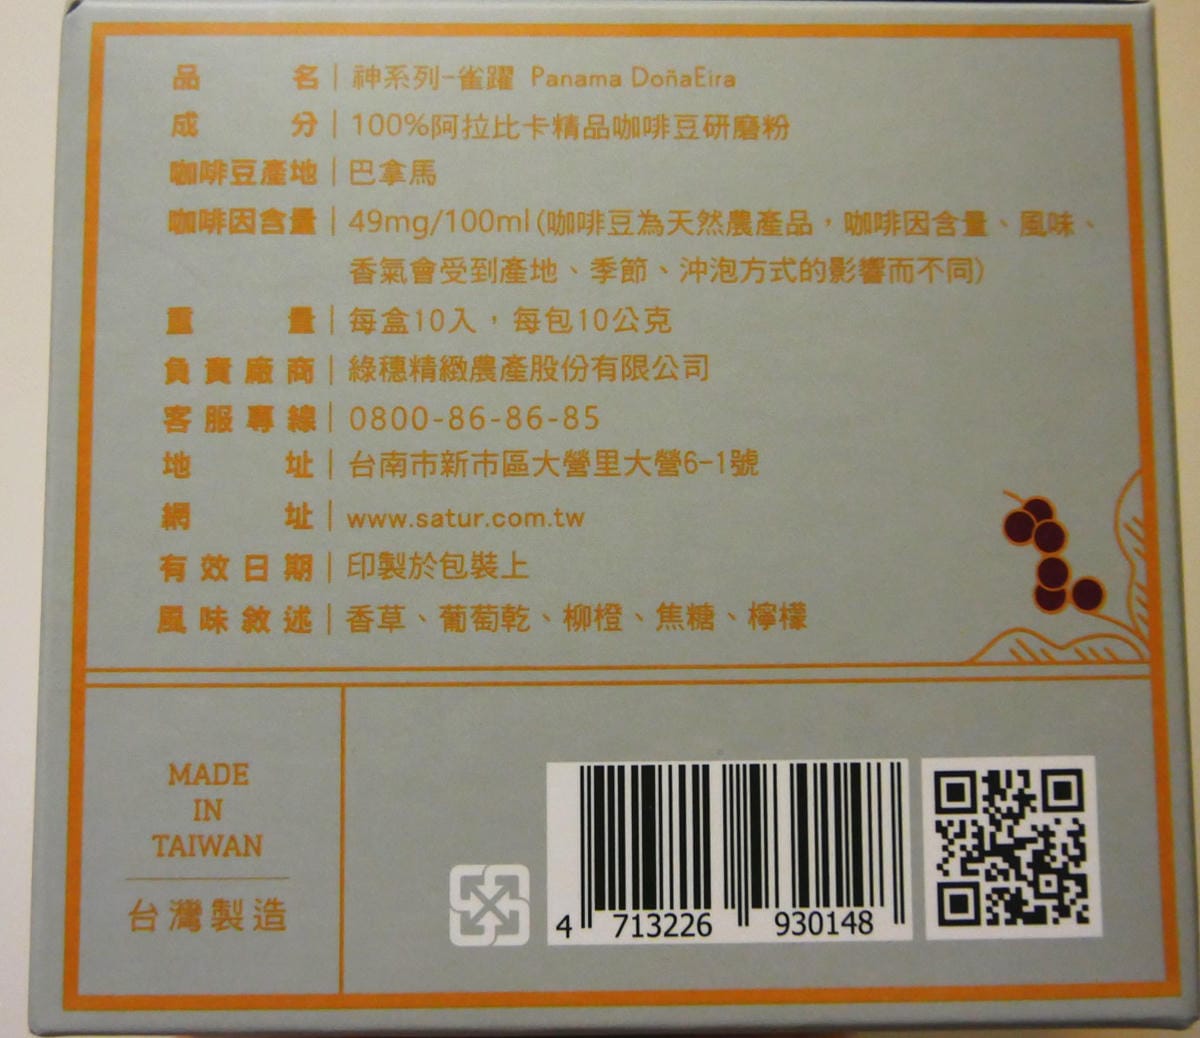 品名|神系列-雀躍 Panama DoñaEira
成分|100%阿拉比卡精品咖啡豆研磨粉
咖啡豆產地|巴拿馬
咖啡因含量|49mg/100ml(咖啡豆為天然農產品，咖啡因含量、風味、
香氣會受到產地、季節、沖泡方式的影響而不同)
重量|每盒10入，每包10公克
負責廠商|綠穗精緻農產股份有限公司
客服專線|0800-86-86-85
地址|台南市新市區大營里大營6-1號
網址|www.satur.com.tw
有效日期|印製於包裝上
風味敘述|香草、葡萄乾、柳橙、焦糖、檸檬
MADE
IN
TAIWAN
台灣製造
4 713226 930148